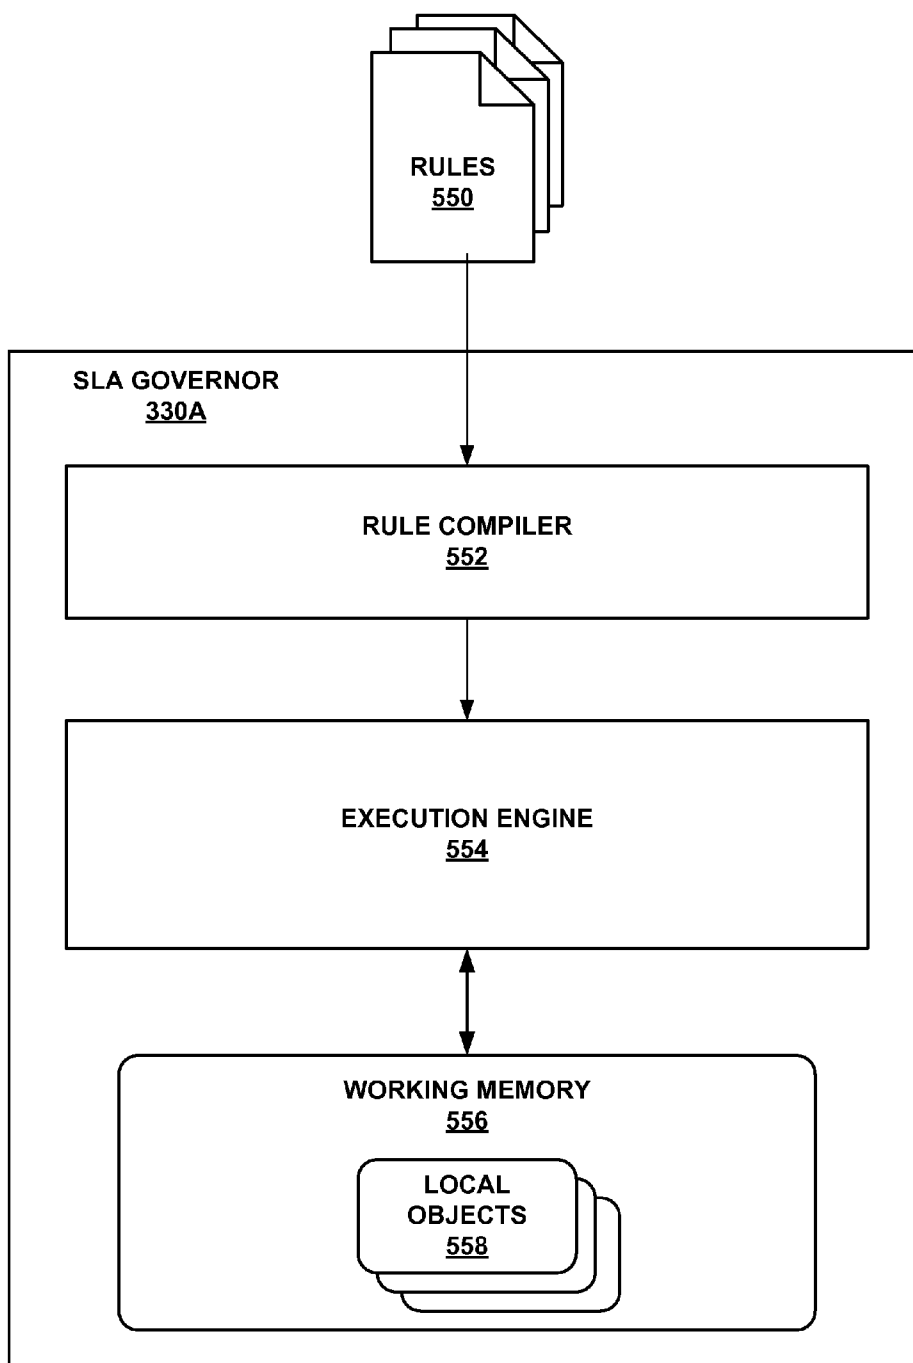 RULES
550
SLA GOVERNOR
330A
RULE COMPILER
552
EXECUTION ENGINE
554
WORKING MEMORY
556
LOCAL
OBJECTS
558